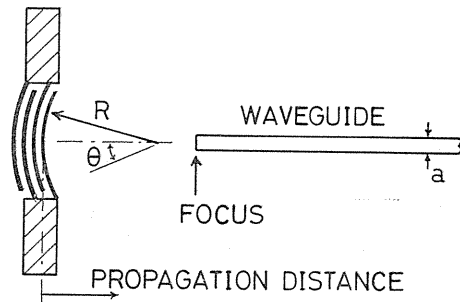 R
WAVEGUIDE
θ
a
FOCUS
PROPAGATION DISTANCE